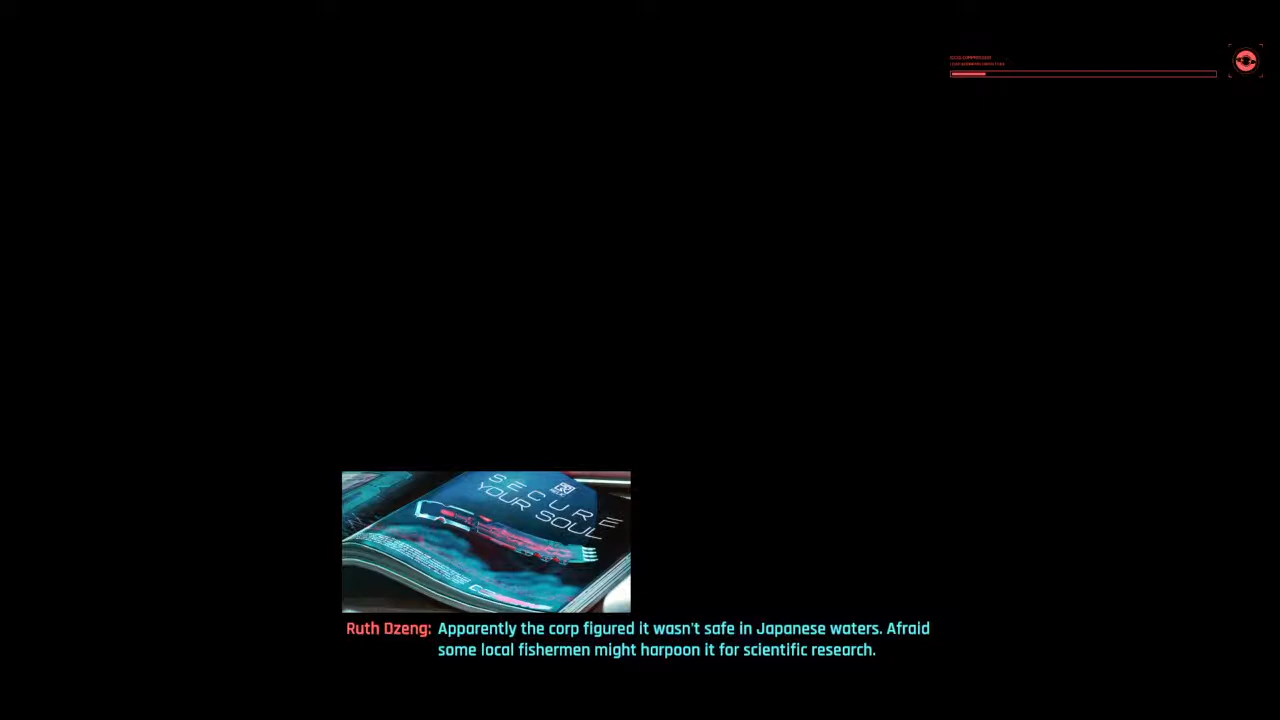 SECURE
YOUR SOUL
Ruth Dzeng: Apparently the corp figured it wasn't safe in Japanese waters. Afraid
some local fishermen might harpoon it for scientific research.